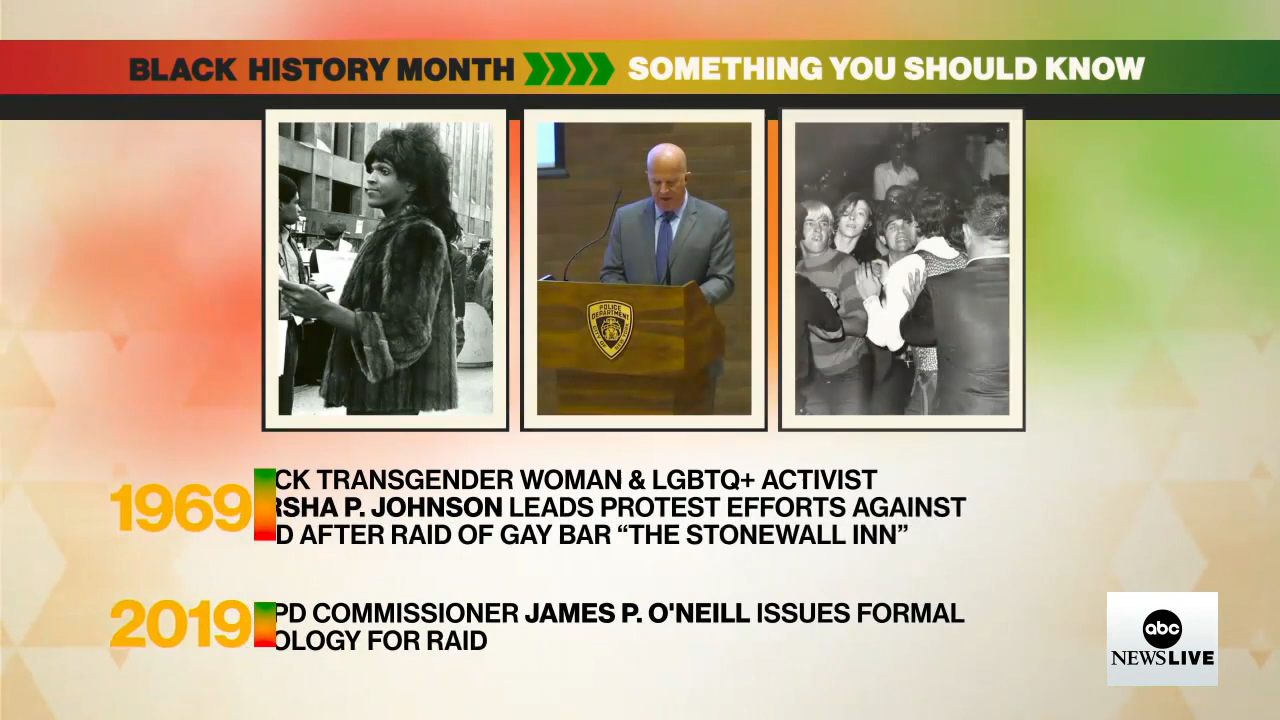 BLACK HISTORY MONTH SOMETHING YOU SHOULD KNOW
POLICE
DEPARTMENT
1969
CK TRANSGENDER WOMAN & LGBTQ+ ACTIVIST
RSHA P. JOHNSON LEADS PROTEST EFFORTS AGAINST
D AFTER RAID OF GAY BAR “THE STONEWALL INN”
2019
PD COMMISSIONER JAMES P. O'NEILL ISSUES FORMAL
OLOGY FOR RAID
abc
NEWS LIVE